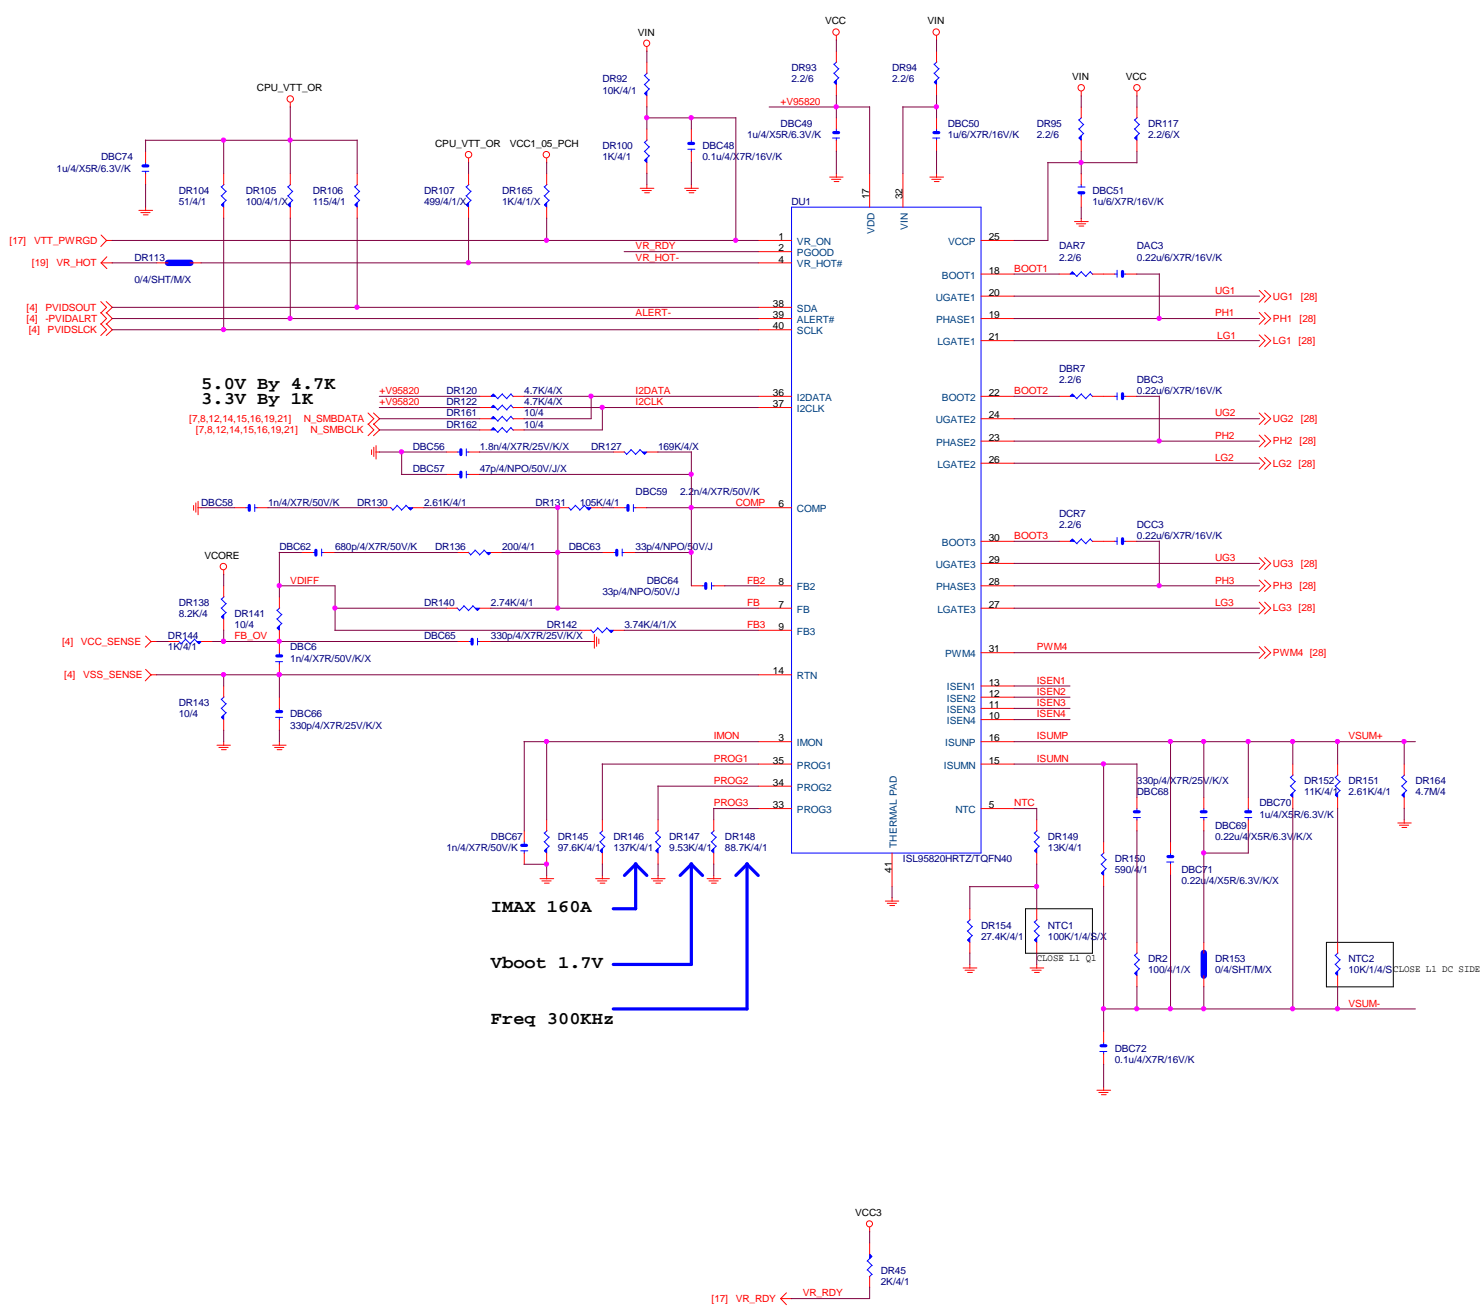 VIN
DR92
10K/4/1
DR100
1K/4/1
DBC48
0.1u/4/X7R/16V/K
VCC
DR93
2.2/6
+V95820
DBC49
1u/4/X5R/6.3V/K
VIN
DR94
2.2/6
DBC50
1u/6/X7R/16V/K
VIN
VCC
DR95
2.2/6
DR117
2.2/6/X
DBC51
1u/6/X7R/16V/K
CPU_VTT_OR
DBC74
1u/4/X5R/6.3V/K
DR104
51/4/1
DR105
100/4/1/X
DR106
115/4/1
CPU_VTT_OR
VCC1_05_PCH
DR107
499/4/1/X
DR165
1K/4/1/X
[17] VTT_PWRGD
[19] VR_HOT
DR113
0/4/SHT/M/X
VR_RDY
VR_HOT-
[4] PVIDSOUT
[4] -PVIDALRT
[4] PVIDSLCK
ALERT-
5.0V By 4.7K
3.3V By 1K
+V95820
DR120
4.7K/4/X
I2DATA
+V95820
DR122
4.7K/4/X
I2CLK
[7,8,12,14,15,16,19,21] N_SMBDATA
DR161
10/4
[7,8,12,14,15,16,19,21] N_SMBCLK
DR162
10/4
DBC56
1.8n/4/X7R/25V/K/X
DR127
169K/4/X
DBC57
47p/4/NPO/50V/J/X
DBC58
1n/4/X7R/50V/K
DR130
2.61K/4/1
DR131
105K/4/1
DBC59
2.2n/4/X7R/50V/K
COMP
DBC62
680p/4/X7R/50V/K
DR136
200/4/1
DBC63
33p/4/NPO/50V/J
VCORE
VDIFF
DBC64
33p/4/NPO/50V/J
FB2
DR138
8.2K/4
DR141
10/4
DR140
2.74K/4/1
FB
DR142
3.74K/4/1/X
FB3
[4] VCC_SENSE
DR144
1K/4/1
FB_OV
DBC65
330p/4/X7R/25V/K/X
DBC6
1n/4/X7R/50V/K/X
[4] VSS_SENSE
DR143
10/4
DBC66
330p/4/X7R/25V/K/X
IMON
PROG1
PROG2
PROG3
DBC67
1n/4/X7R/50V/K
DR145
97.6K/4/1
DR146
137K/4/1
DR147
9.53K/4/1
DR148
88.7K/4/1
IMAX 160A
Vboot 1.7V
Freq 300KHz
DU1
17 VDD
32 VIN
1 VR_ON
2 PGOOD
4 VR_HOT#
38 SDA
39 ALERT#
40 SCLK
36 I2DATA
37 I2CLK
6 COMP
8 FB2
7 FB
9 FB3
14 RTN
3 IMON
35 PROG1
34 PROG2
33 PROG3
THERMAL PAD
41
ISL95820HRTZ/TQFN40
VCCP 25
BOOT1 18 BOOT1
DAR7
2.2/6
DAC3
0.22u/6/X7R/16V/K
UGATE1 20 UG1 UG1 [28]
PHASE1 19 PH1 PH1 [28]
LGATE1 21 LG1 LG1 [28]
BOOT2 22 BOOT2
DBR7
2.2/6
DBC3
0.22u/6/X7R/16V/K
UGATE2 24 UG2 UG2 [28]
PHASE2 23 PH2 PH2 [28]
LGATE2 26 LG2 LG2 [28]
BOOT3 30 BOOT3
DCR7
2.2/6
DCC3
0.22u/6/X7R/16V/K
UGATE3 29 UG3 UG3 [28]
PHASE3 28 PH3 PH3 [28]
LGATE3 27 LG3 LG3 [28]
PWM4 31 PWM4 PWM4 [28]
ISEN1 13 ISEN1
ISEN2 12 ISEN2
ISEN3 11 ISEN3
ISEN4 10 ISEN4
ISUNP 16 ISUMP VSUM+
ISUMN 15 ISUMN
NTC 5 NTC
330p/4/X7R/25V/K/X
DBC68
DBC70
1u/4/X5R/6.3V/K
DBC69
0.22u/4/X5R/6.3V/K/X
DR152
11K/4/1
DR151
2.61K/4/1
DR164
4.7M/4
DR149
13K/4/1
DR150
590/4/1
DBC71
0.22u/4/X5R/6.3V/K/X
DR154
27.4K/4/1
NTC1
100K/1/4/S/X
CLOSE L1 Q1
DR2
100/4/1/X
DR153
0/4/SHT/M/X
NTC2
10K/1/4/S
CLOSE L1 DC SIDE
VSUM-
DBC72
0.1u/4/X7R/16V/K
VCC3
DR45
2K/4/1
[17] VR_RDY
VR_RDY